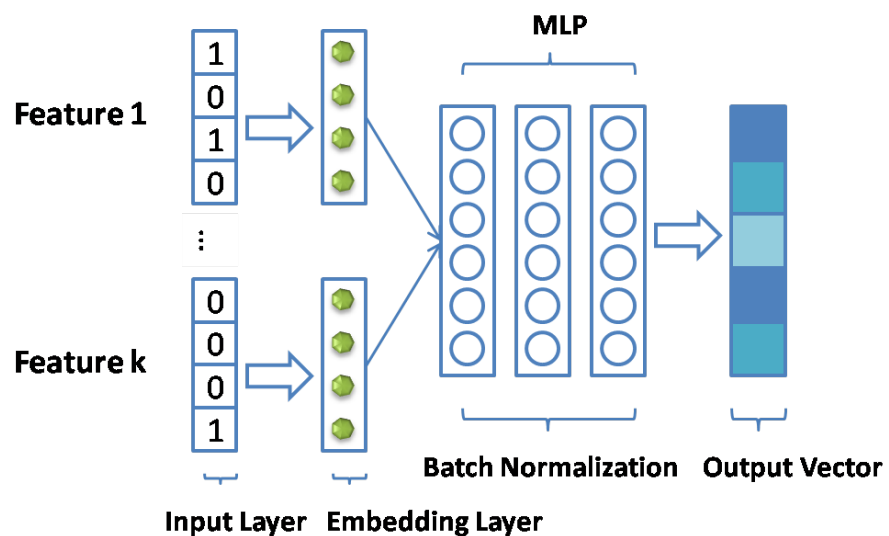 MLP
Feature 1
1
0
1
0
...
Feature k
0
0
0
1
Batch Normalization
Output Vector
Input Layer
Embedding Layer